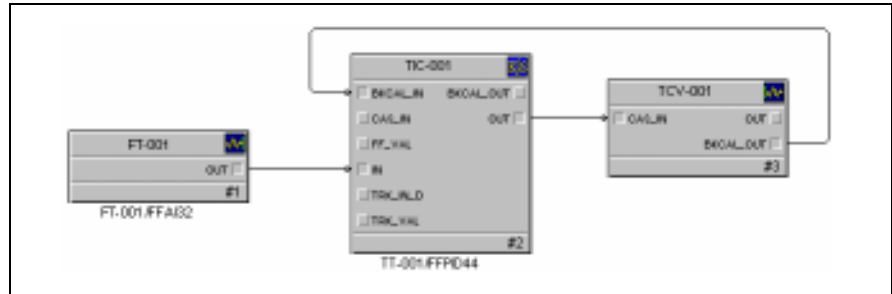 FT-001
OUT
#1
FT-001/FFAI32
TIC-001
BKCAL_IN BKCAL_OUT
CAS_IN OUT
FF_VAL
IN
TRK_IN_D
TRK_VAL
#2
TT-001/FFPID44
TCV-001
CAS_IN OUT
BKCAL_OUT
#3